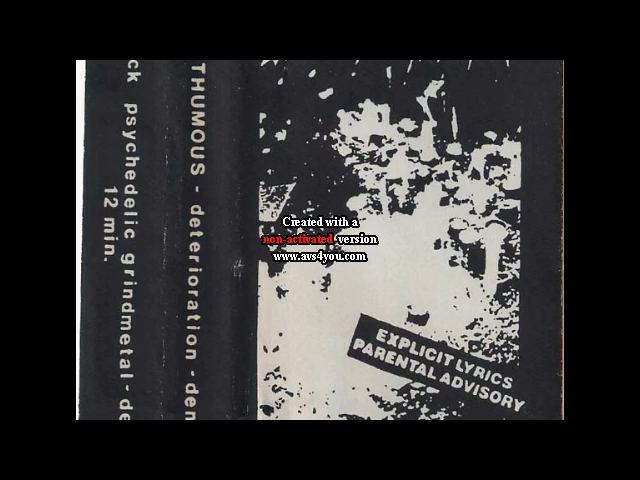 THUMOUS - deterioration - den
ck psychedelic grindmetal - de
12 min.
Created with a
non-activated version
www.avs4you.com
EXPLICIT LYRICS
PARENTAL ADVISORY